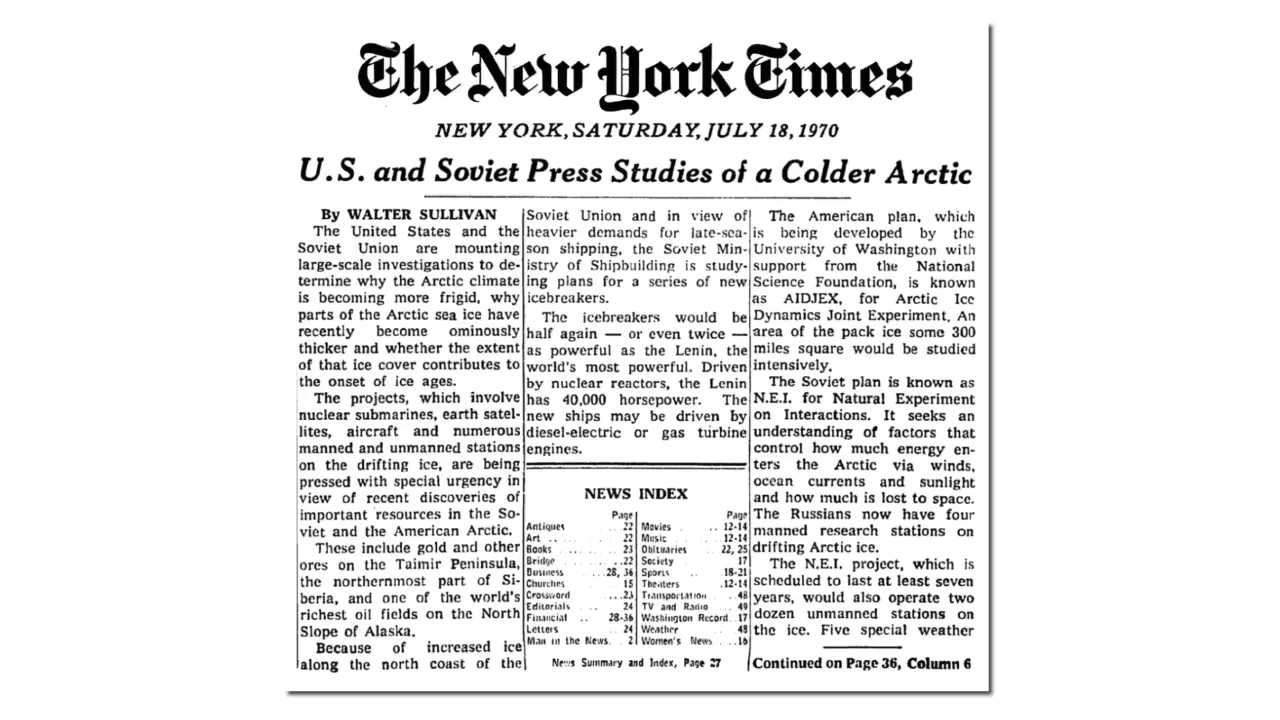 The New York Times
NEW YORK, SATURDAY, JULY 18, 1970
U.S. and Soviet Press Studies of a Colder Arctic
By WALTER SULLIVAN
The United States and the
Soviet Union are mounting
large-scale investigations to de-
termine why the Arctic climate
is becoming more frigid, why
parts of the Arctic sea ice have
recently become ominously
thicker and whether the extent
of that ice cover contributes to
the onset of ice ages.
The projects, which involve
nuclear submarines, earth satel-
lites, aircraft and numerous
manned and unmanned stations
on the drifting ice, are being
pressed with special urgency in
view of recent discoveries of
important resources in the So-
viet and the American Arctic.
These include gold and other
ores on the Taimir Peninsula,
the northernmost part of Si-
beria, and one of the world's
richest oil fields on the North
Slope of Alaska.
Because of increased ice
along the north coast of the
Soviet Union and in view of
heavier demands for late-sea-
son shipping, the Soviet Min-
istry of Shipbuilding is study-
ing plans for a series of new
icebreakers.
The icebreakers would be
half again — or even twice —
as powerful as the Lenin, the
world's most powerful. Driven
by nuclear reactors, the Lenin
has 40,000 horsepower. The
new ships may be driven by
diesel-electric or gas turbine
engines.
NEWS INDEX
Page
Antiques ... 22
Art .. 22
Books ... 23
Bridge ... 22
Business ... 28, 36
Churches 15
Crossword ... 23
Editorials ... 24
Financial .. 28-36
Letters ... 24
Man in the News. 2
Page
Movies .. 12-14
Music ... 12-14
Obituaries 22, 25
Society 17
Sports .. 18-21
Theaters .12-14
Transportation .. 48
TV and Radio .. 49
Washington Record..17
Weather .. 48
Women's News ...16
News Summary and Index, Page 27
The American plan, which
is being developed by the
University of Washington with
support from the National
Science Foundation, is known
as AIDJEX, for Arctic Ice
Dynamics Joint Experiment. An
area of the pack ice some 300
miles square would be studied
intensively.
The Soviet plan is known as
N.E.I. for Natural Experiment
on Interactions. It seeks an
understanding of factors that
control how much energy en-
ters the Arctic via winds,
ocean currents and sunlight
and how much is lost to space.
The Russians now have four
manned research stations on
drifting Arctic ice.
The N.E.I. project, which is
scheduled to last at least seven
years, would also operate two
dozen unmanned stations on
the ice. Five special weather
Continued on Page 36, Column 6